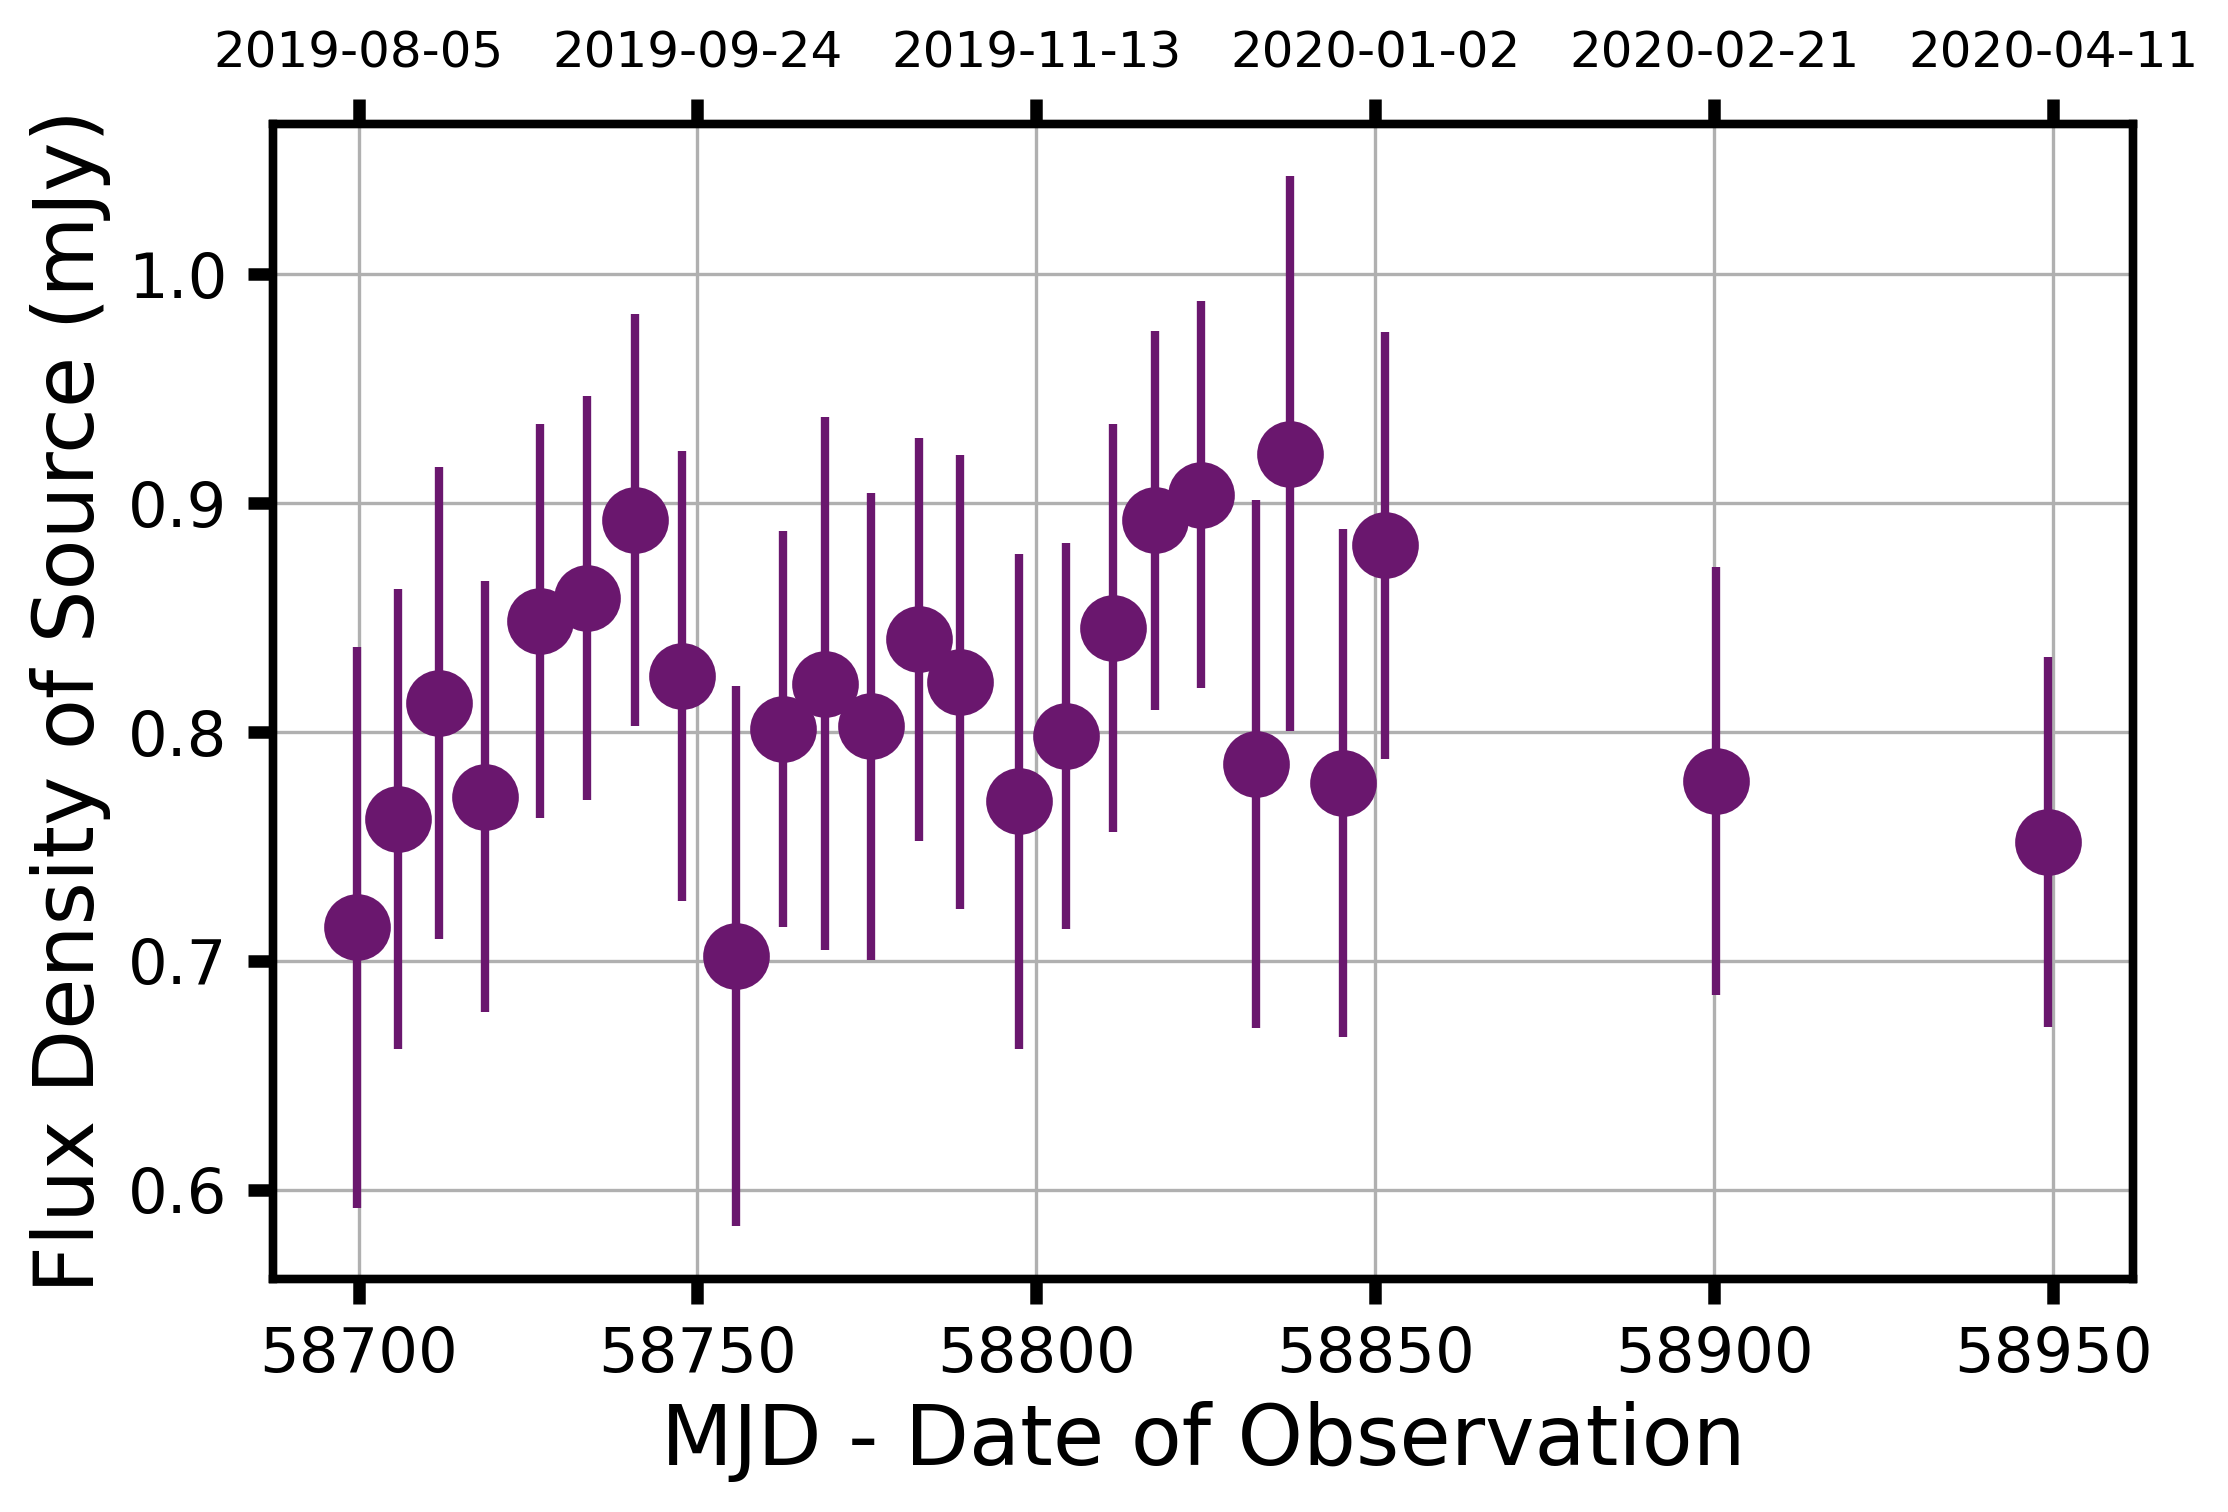 2019-08-05 2019-09-24 2019-11-13 2020-01-02 2020-02-21 2020-04-11
Flux Density of Source (mJy)
1.0
0.9
0.8
0.7
0.6
58700 58750 58800 58850 58900 58950
MJD - Date of Observation